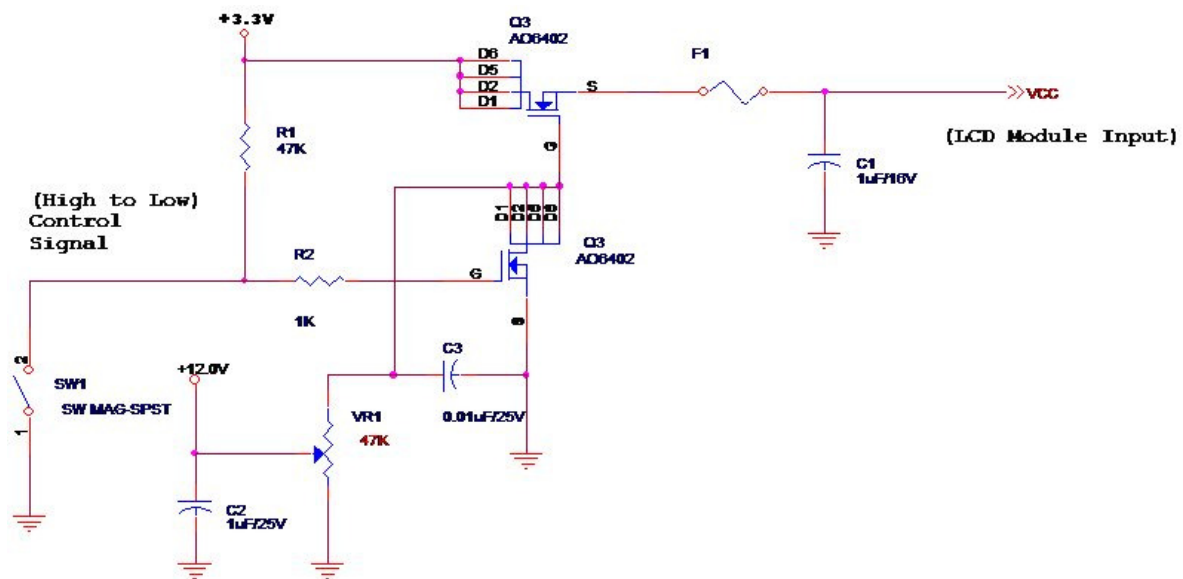 +3.3V
Q3
AO6402
D6
D5
D2
D1
S
F1
VCC
(LCD Module Input)
R1
47K
G
C1
1uF/16V
(High to Low)
Control
Signal
D1
D2
Q3
AO6402
R2
G
1K
2
+12.0V
C3
SW1
SW MAG-SPST
VR1
47K
0.01uF/25V
1
C2
1uF/25V